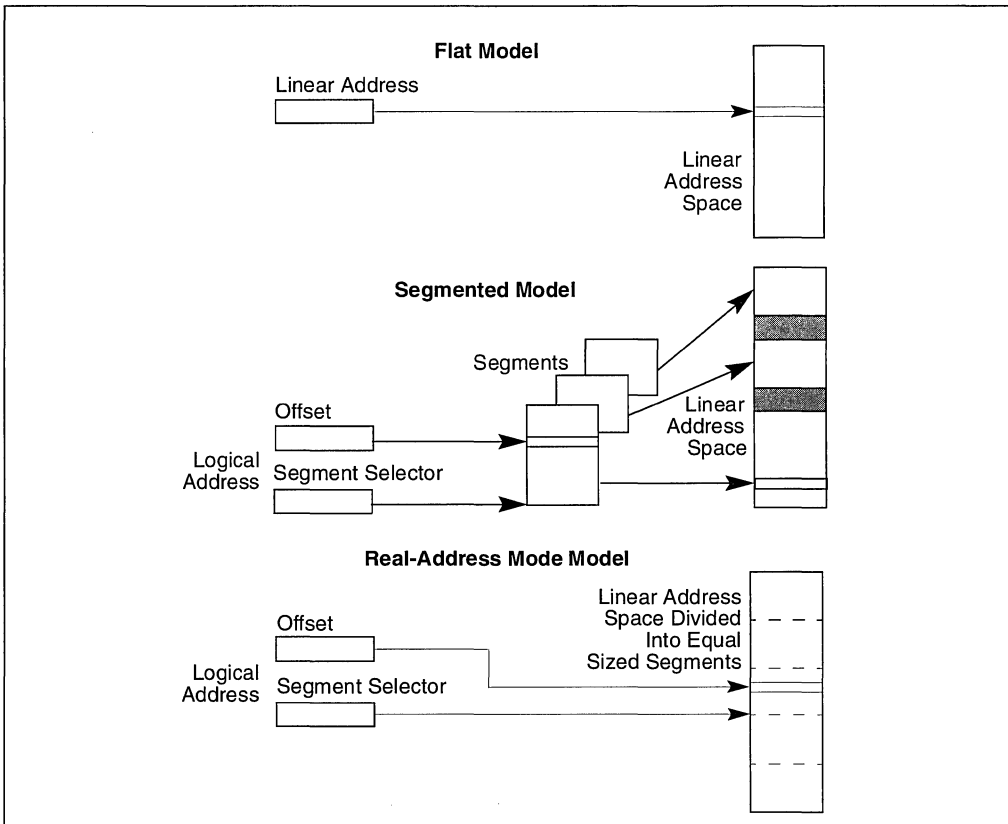 Flat Model
Linear Address
Linear
Address
Space
Segmented Model
Segments
Offset
Linear
Address
Space
Logical
Address
Segment Selector
Real-Address Mode Model
Linear Address
Space Divided
Into Equal
Sized Segments
Offset
Logical
Address
Segment Selector